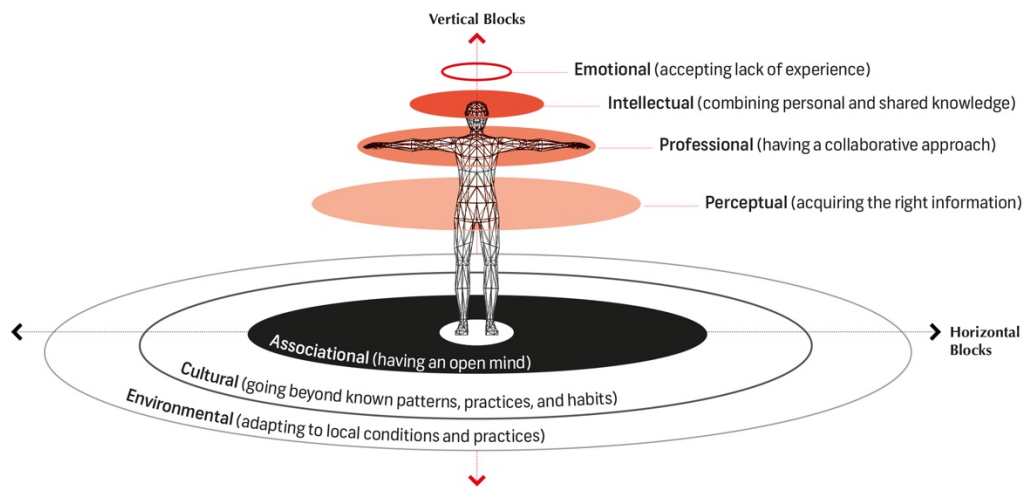 Vertical Blocks
Emotional (accepting lack of experience)
Intellectual (combining personal and shared knowledge)
Professional (having a collaborative approach)
Perceptual (acquiring the right information)
Horizontal
Blocks
Associational (having an open mind)
Cultural (going beyond known patterns, practices, and habits)
Environmental (adapting to local conditions and practices)